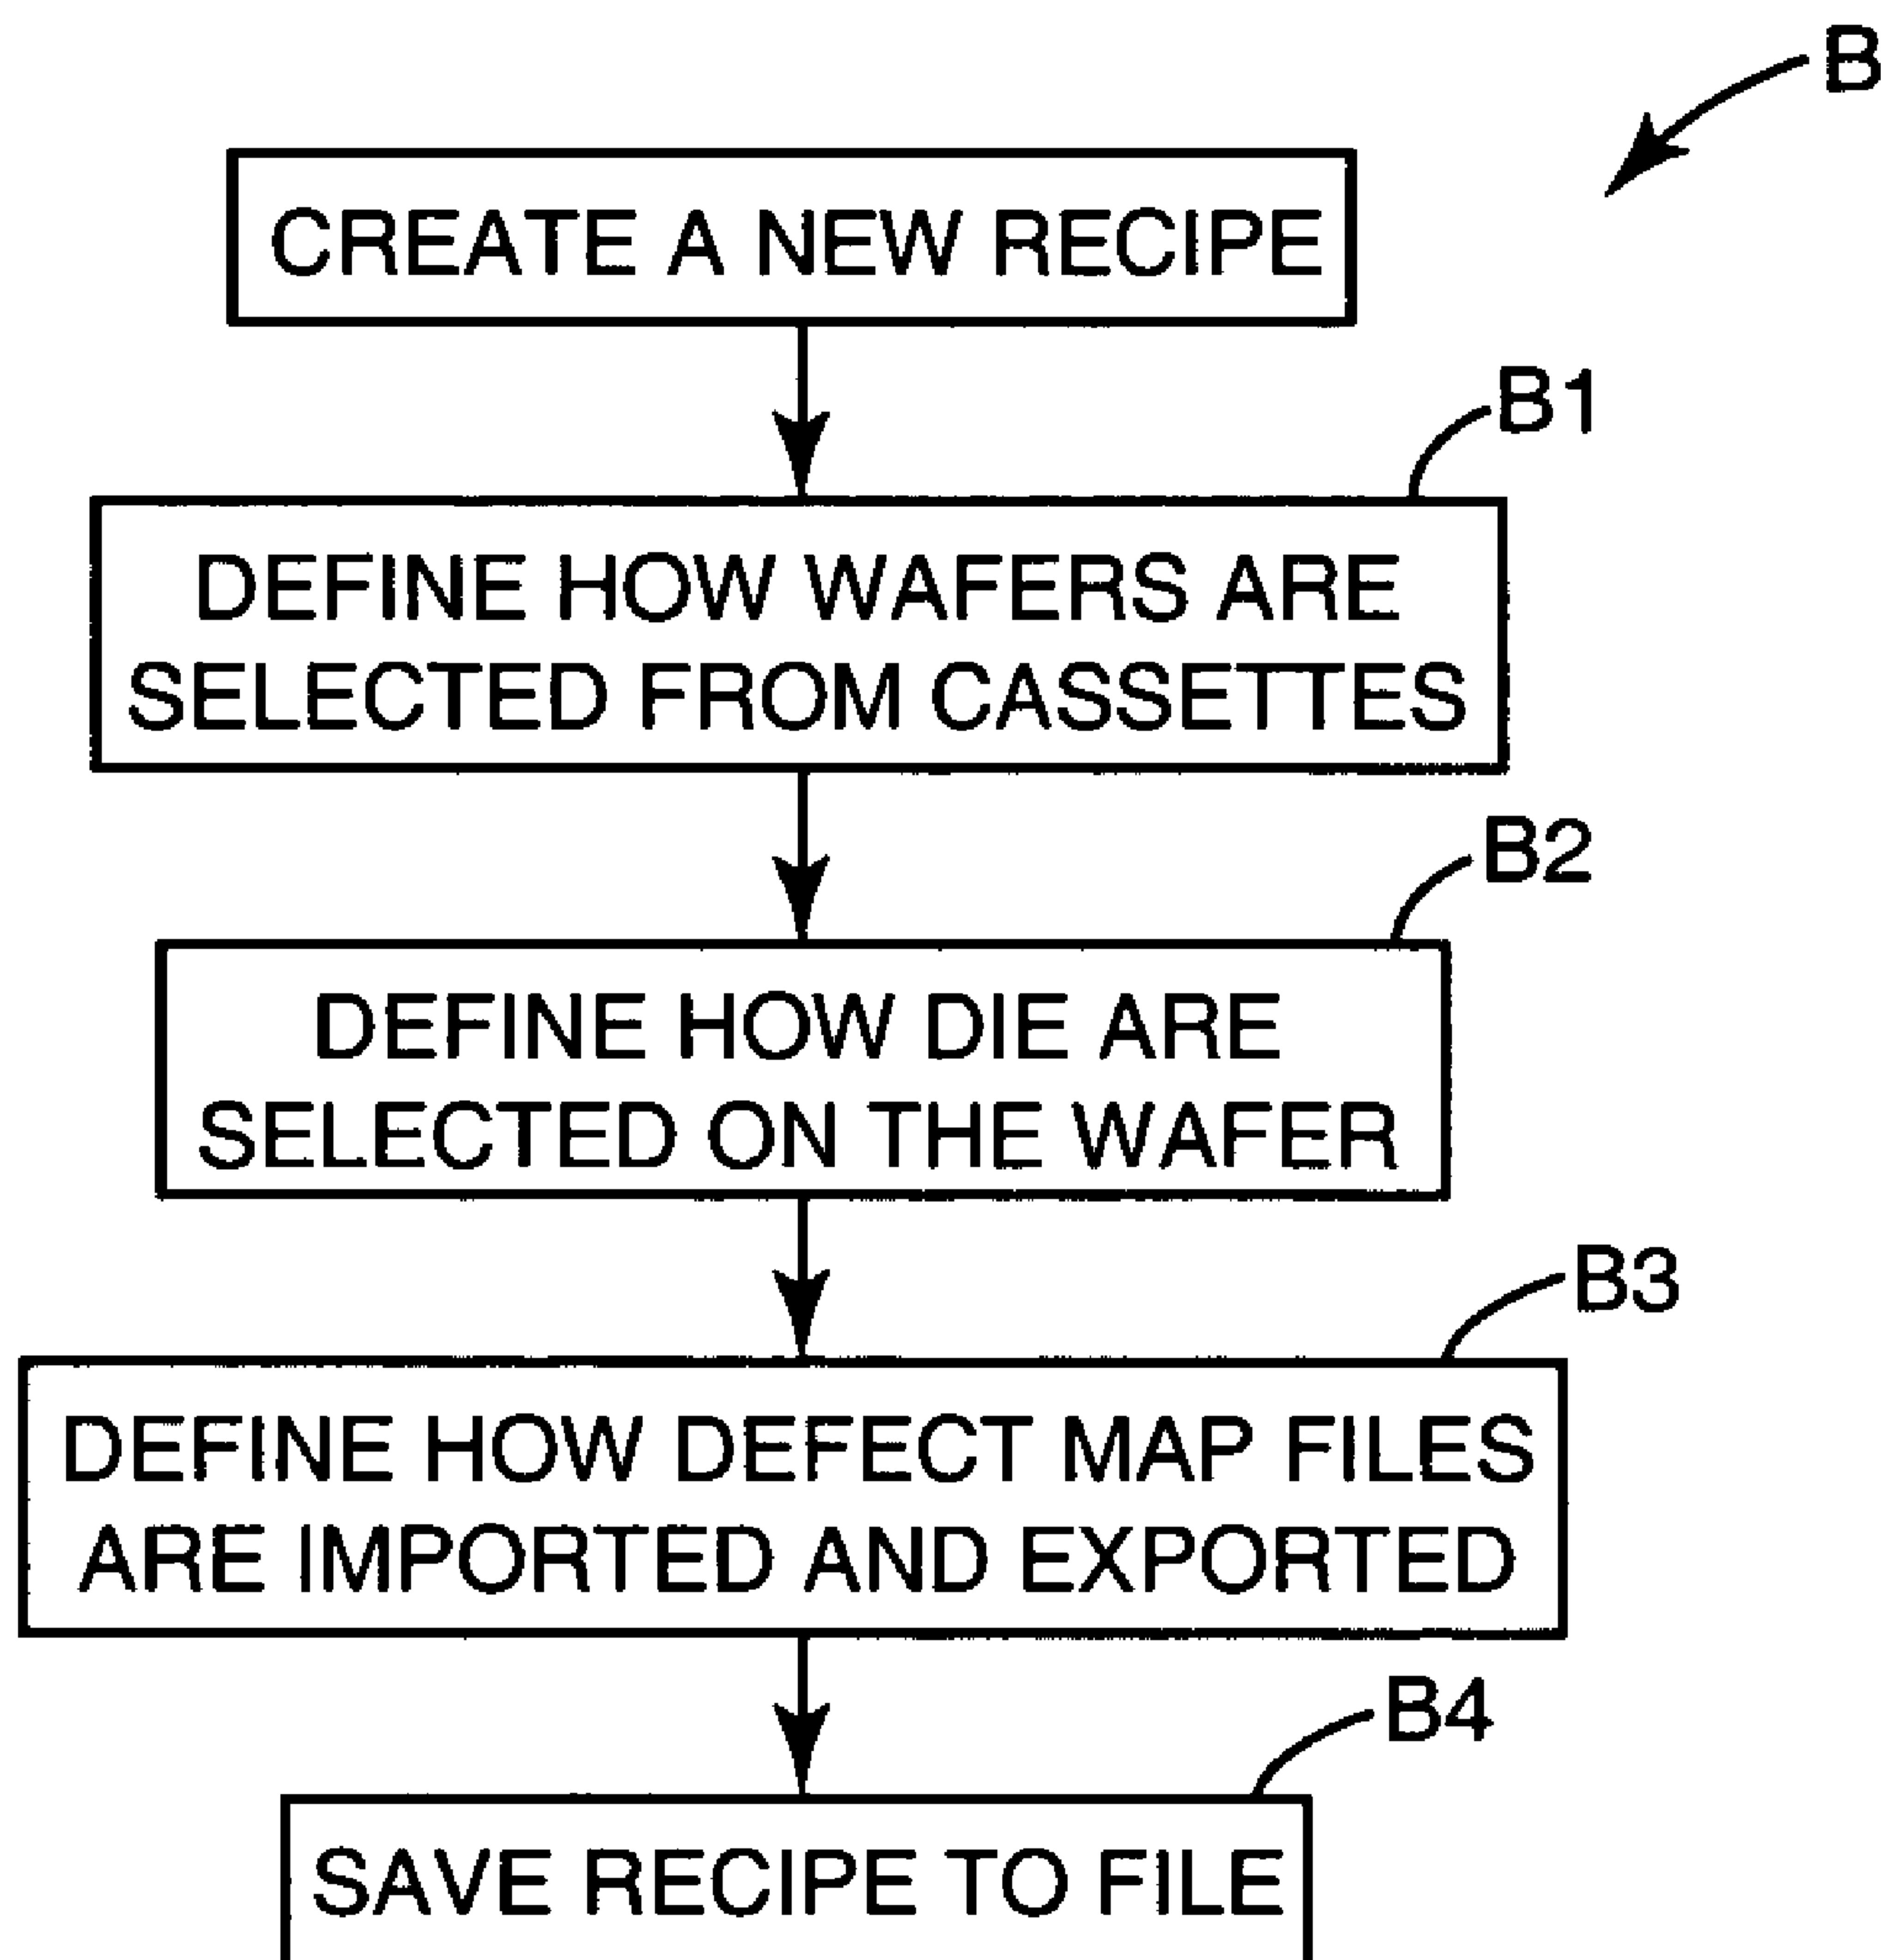 B
CREATE A NEW RECIPE
B1
DEFINE HOW WAFERS ARE
SELECTED FROM CASSETTES
B2
DEFINE HOW DIE ARE
SELECTED ON THE WAFER
B3
DEFINE HOW DEFECT MAP FILES
ARE IMPORTED AND EXPORTED
B4
SAVE RECIPE TO FILE